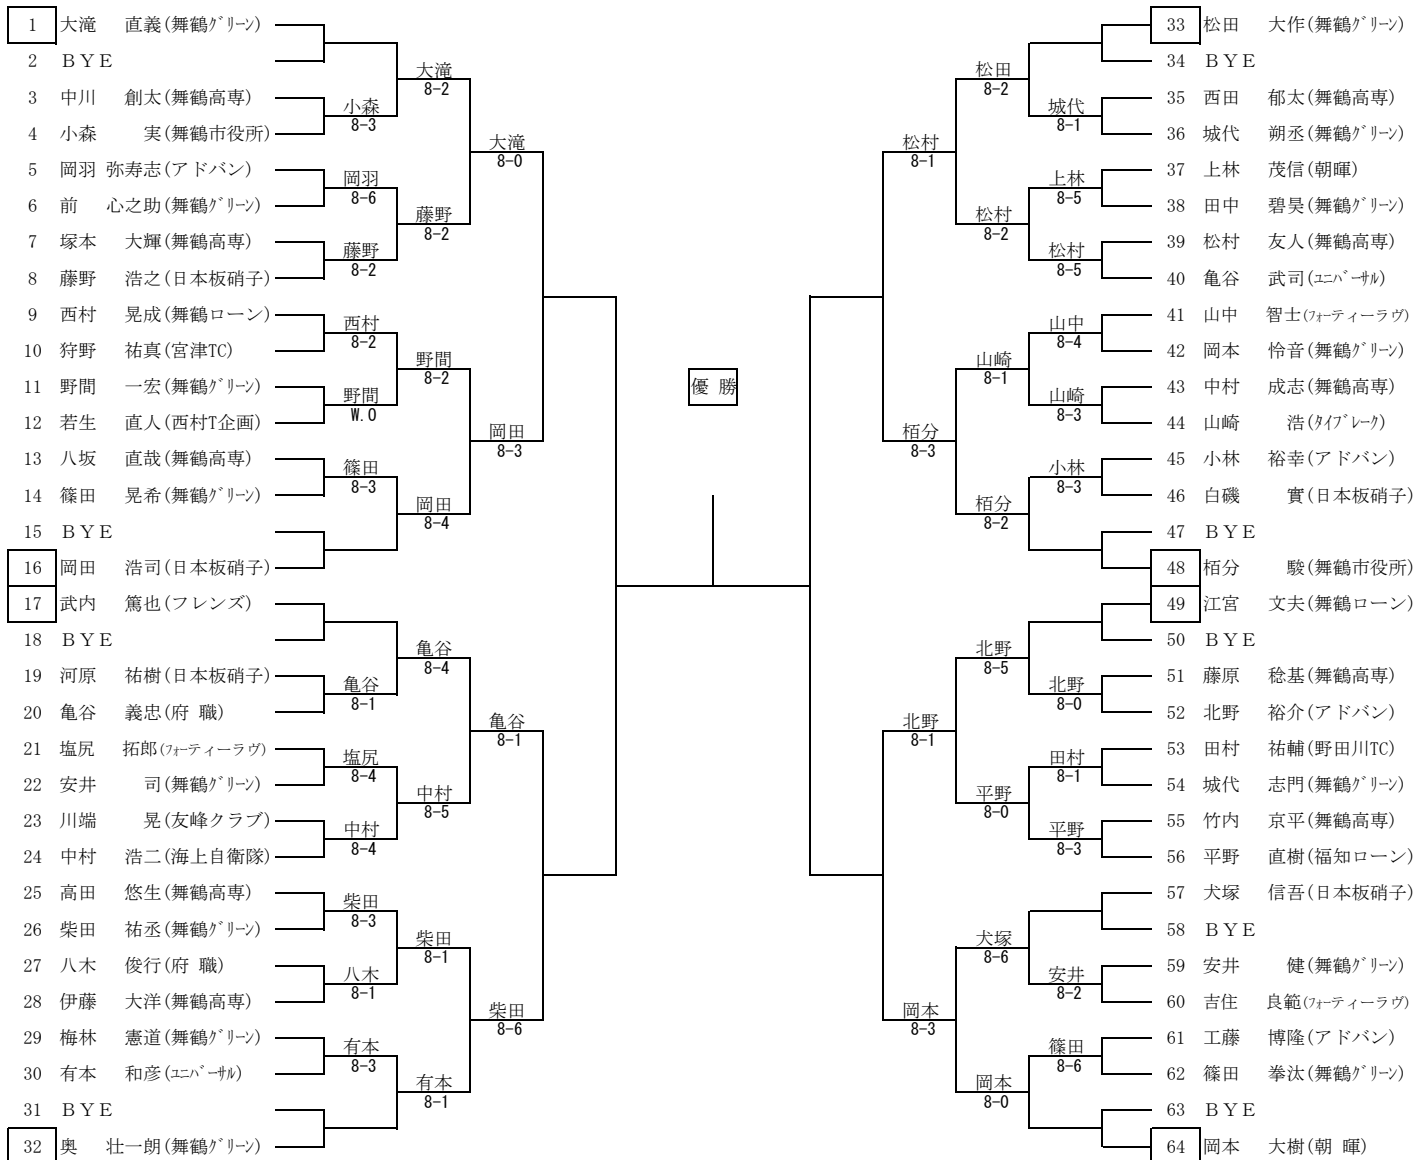 1 大滝 直義(舞鶴グリーン)
2 ＢＹＥ
3 中川 創太(舞鶴高専)
4 小森 実(舞鶴市役所)
5 岡羽 弥寿志(アドバン)
6 前 心之助(舞鶴グリーン)
7 塚本 大輝(舞鶴高専)
8 藤野 浩之(日本板硝子)
9 西村 晃成(舞鶴ローン)
10 狩野 祐真(宮津TC)
11 野間 一宏(舞鶴グリーン)
12 若生 直人(西村T企画)
13 八坂 直哉(舞鶴高専)
14 篠田 晃希(舞鶴グリーン)
15 ＢＹＥ
16 岡田 浩司(日本板硝子)
17 武内 篤也(フレンズ)
18 ＢＹＥ
19 河原 祐樹(日本板硝子)
20 亀谷 義忠(府 職)
21 塩尻 拓郎(フォーティーラヴ)
22 安井 司(舞鶴グリーン)
23 川端 晃(友峰クラブ)
24 中村 浩二(海上自衛隊)
25 高田 悠生(舞鶴高専)
26 柴田 祐丞(舞鶴グリーン)
27 八木 俊行(府 職)
28 伊藤 大洋(舞鶴高専)
29 梅林 憲道(舞鶴グリーン)
30 有本 和彦(ユニバーサル)
31 ＢＹＥ
32 奥 壮一朗(舞鶴グリーン)
小森
8-3
岡羽
8-6
藤野
8-2
西村
8-2
野間
W.O
篠田
8-3
亀谷
8-1
塩尻
8-4
中村
8-4
柴田
8-3
八木
8-1
有本
8-3
大滝
8-2
藤野
8-2
野間
8-2
岡田
8-4
亀谷
8-4
中村
8-5
柴田
8-1
有本
8-1
大滝
8-0
岡田
8-3
亀谷
8-1
柴田
8-6
優 勝
松村
8-1
栢分
8-3
北野
8-1
岡本
8-3
松田
8-2
松村
8-2
山崎
8-1
栢分
8-2
北野
8-5
平野
8-0
犬塚
8-6
岡本
8-0
城代
8-1
上林
8-5
松村
8-5
山中
8-4
山崎
8-3
小林
8-3
北野
8-0
田村
8-1
平野
8-3
安井
8-2
篠田
8-6
33 松田 大作(舞鶴グリーン)
34 ＢＹＥ
35 西田 郁太(舞鶴高専)
36 城代 朔丞(舞鶴グリーン)
37 上林 茂信(朝暉)
38 田中 碧昊(舞鶴グリーン)
39 松村 友人(舞鶴高専)
40 亀谷 武司(ユニバーサル)
41 山中 智士(フォーティーラヴ)
42 岡本 怜音(舞鶴グリーン)
43 中村 成志(舞鶴高専)
44 山崎 浩(タイブレーク)
45 小林 裕幸(アドバン)
46 白磯 實(日本板硝子)
47 ＢＹＥ
48 栢分 駿(舞鶴市役所)
49 江宮 文夫(舞鶴ローン)
50 ＢＹＥ
51 藤原 稔基(舞鶴高専)
52 北野 裕介(アドバン)
53 田村 祐輔(野田川TC)
54 城代 志門(舞鶴グリーン)
55 竹内 京平(舞鶴高専)
56 平野 直樹(福知ローン)
57 犬塚 信吾(日本板硝子)
58 ＢＹＥ
59 安井 健(舞鶴グリーン)
60 吉住 良範(フォーティーラヴ)
61 工藤 博隆(アドバン)
62 篠田 拳汰(舞鶴グリーン)
63 ＢＹＥ
64 岡本 大樹(朝 暉)